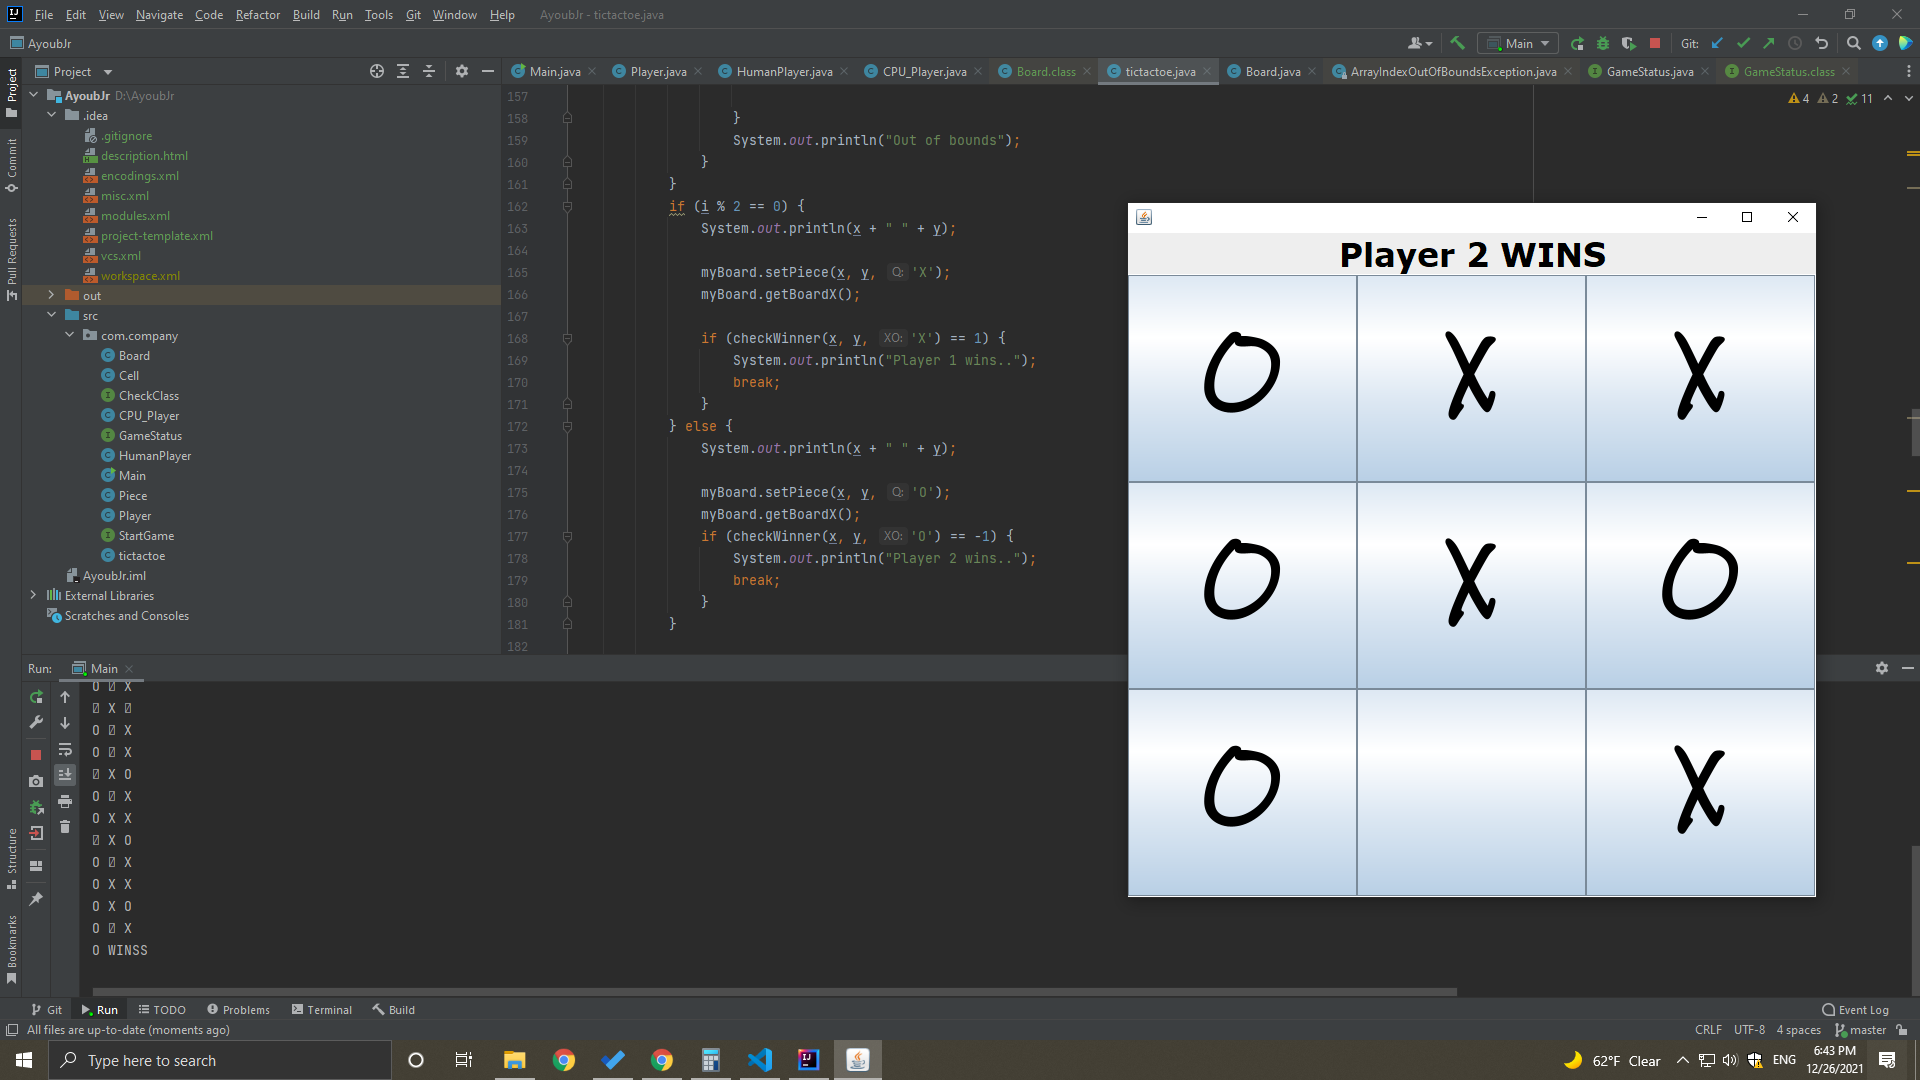 File Edit View Navigate Code Refactor Build Run Tools Git Window Help AyoubJr - tictactoe.java
AyoubJr
Main
Git:
Project
Main.java Player.java HumanPlayer.java CPU_Player.java Board.class tictactoe.java Board.java ArrayIndexOutOfBoundsException.java GameStatus.java GameStatus.class
Project
Commit
Pull Requests
Structure
Bookmarks
AyoubJr D:\AyoubJr
.idea
.gitignore
description.html
encodings.xml
misc.xml
modules.xml
project-template.xml
vcs.xml
workspace.xml
out
src
com.company
Board
Cell
CheckClass
CPU_Player
GameStatus
HumanPlayer
Main
Piece
Player
StartGame
tictactoe
AyoubJr.iml
External Libraries
Scratches and Consoles
4 2 11
157
158 }
159 System.out.println("Out of bounds");
160 }
161 }
162 if (i % 2 == 0) {
163 System.out.println(x + " " + y);
164
165 myBoard.setPiece(x, y, Q: 'X');
166 myBoard.getBoardX();
167
168 if (checkWinner(x, y, XO: 'X') == 1) {
169 System.out.println("Player 1 wins..");
170 break;
171 }
172 } else {
173 System.out.println(x + " " + y);
174
175 myBoard.setPiece(x, y, Q: 'O');
176 myBoard.getBoardX();
177 if (checkWinner(x, y, XO: 'O') == -1) {
178 System.out.println("Player 2 wins..");
179 break;
180 }
181 }
182
Player 2 WINS
O X X
O X O
O X
Run: Main
O X
X
O X
O X
X O
O X
O X X
X O
O X
O X X
O X O
O X
O WINSS
Git Run TODO Problems Terminal Build Event Log
All files are up-to-date (moments ago) CRLF UTF-8 4 spaces master
Type here to search
62°F Clear ENG
6:43 PM
12/26/2021